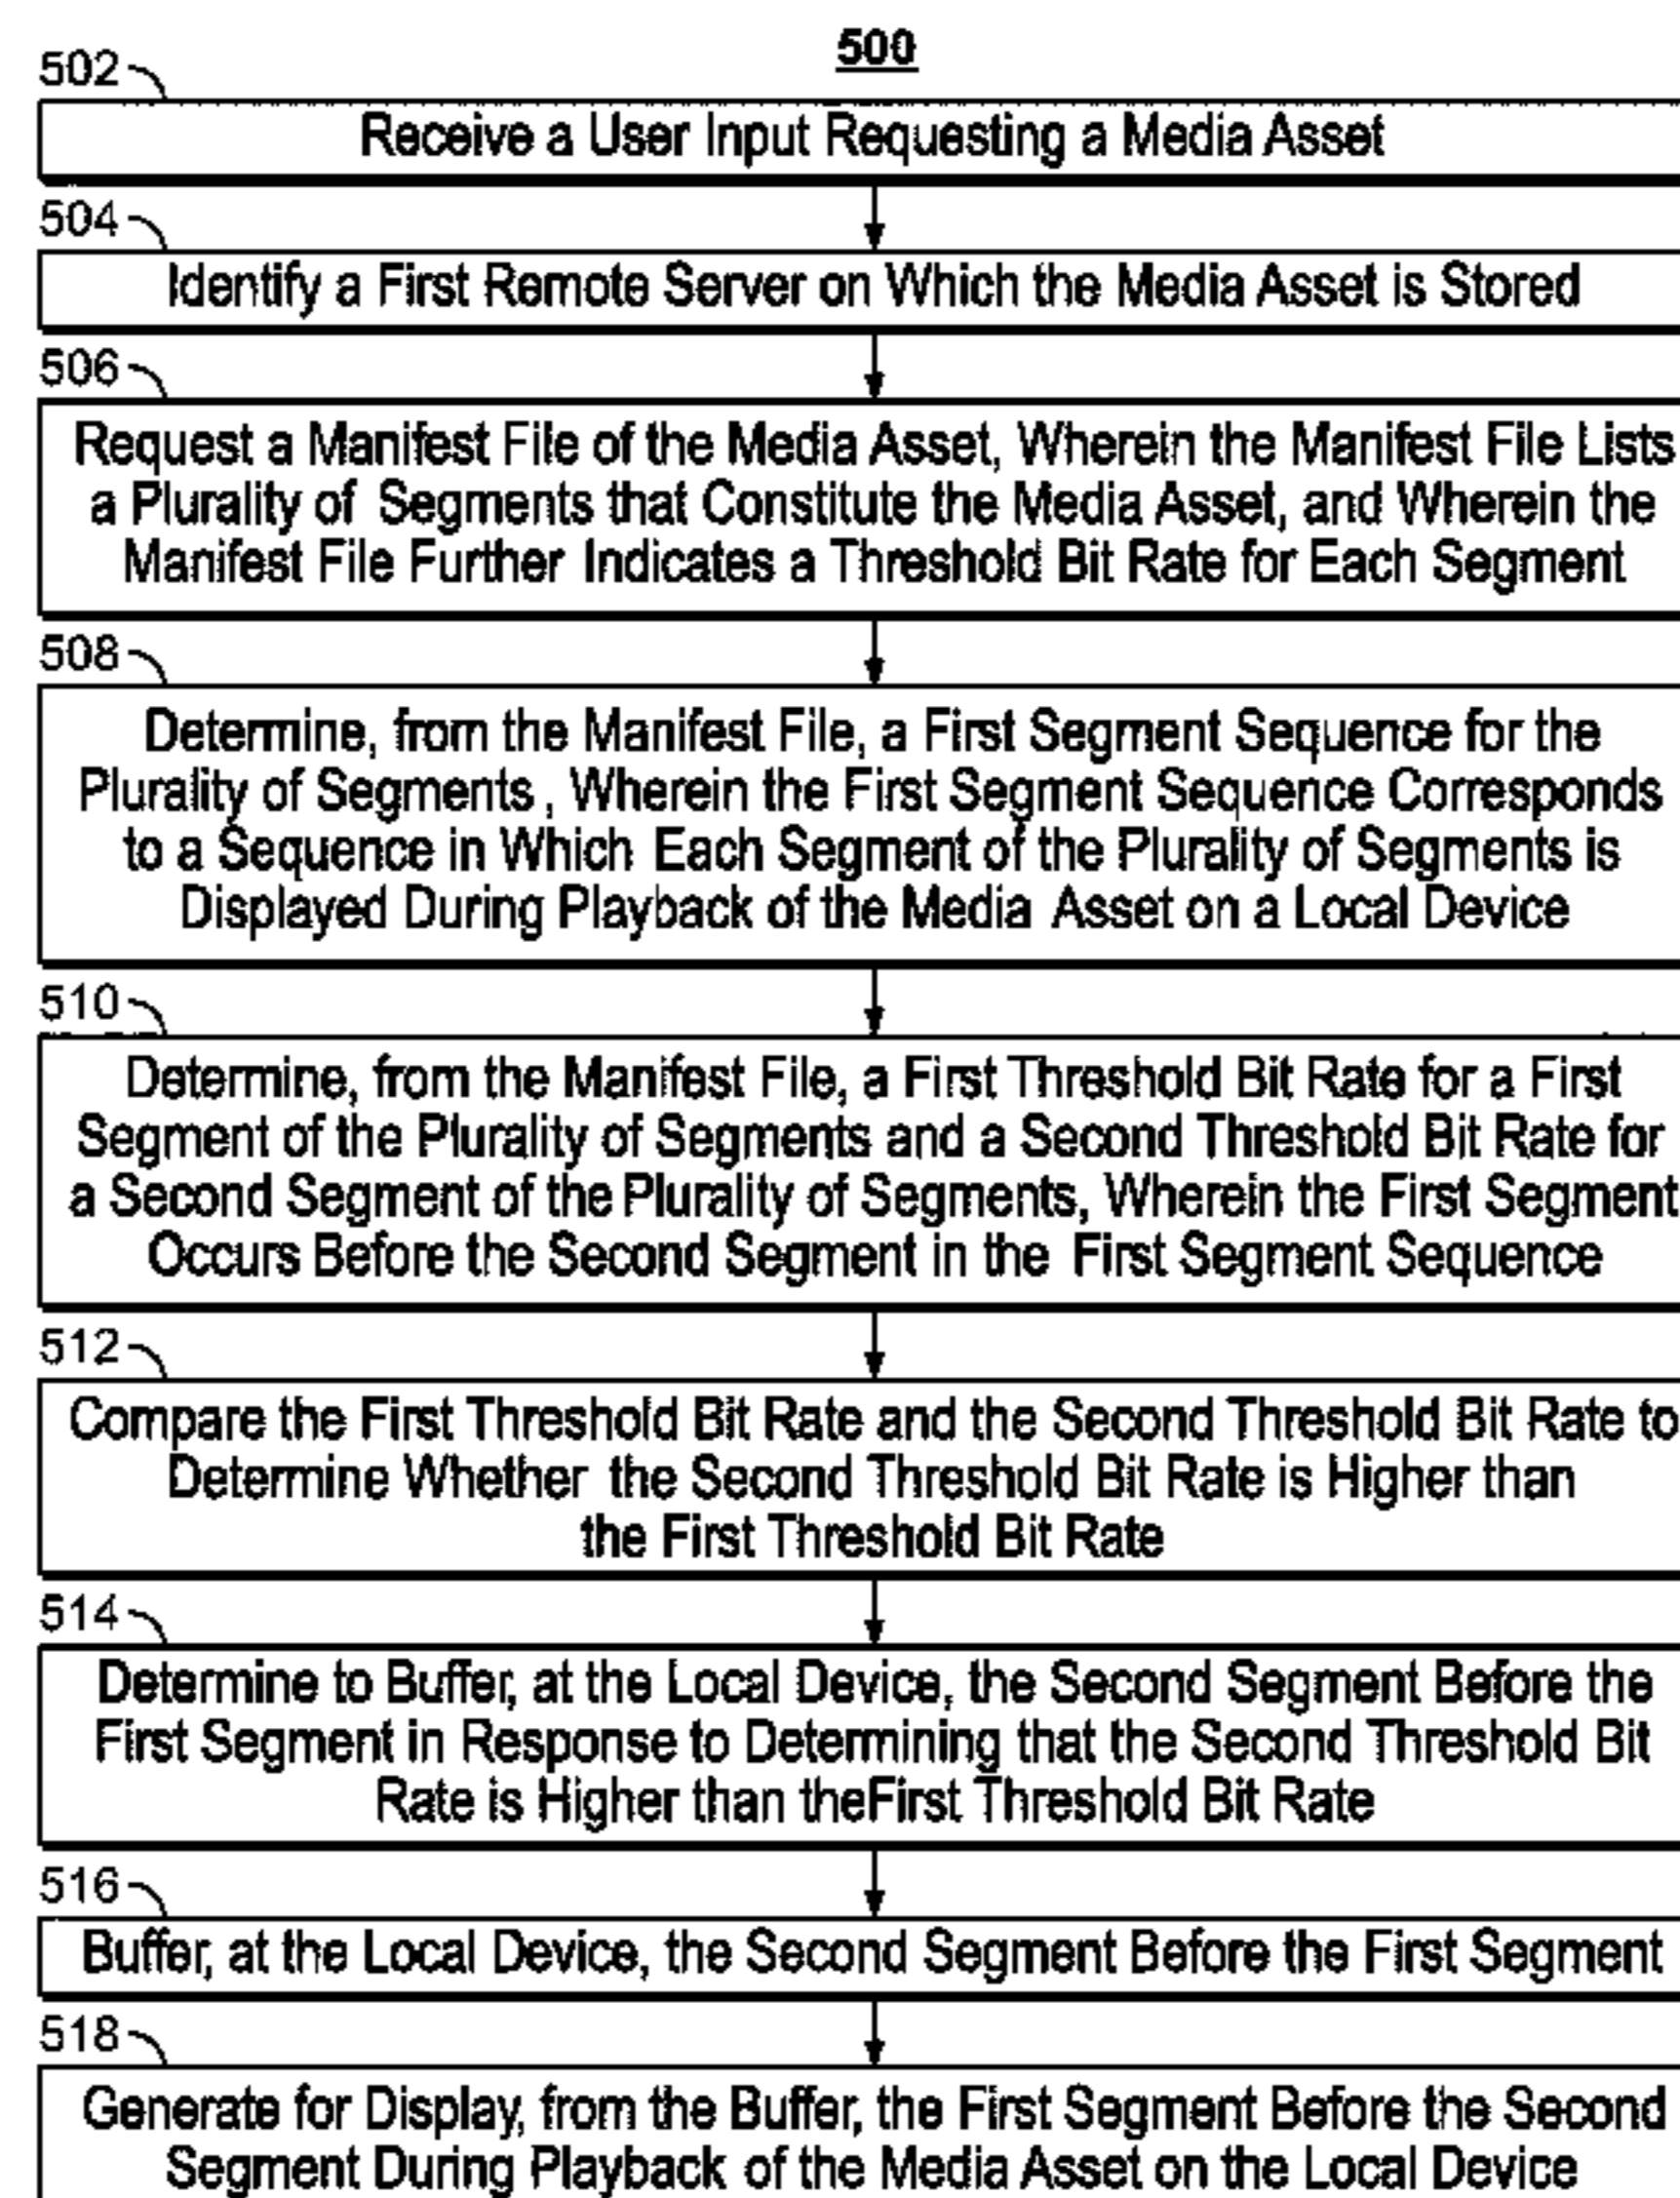 500
502
Receive a User Input Requesting a Media Asset
504
Identify a First Remote Server on Which the Media Asset is Stored
506
Request a Manifest File of the Media Asset, Wherein the Manifest File Lists
a Plurality of Segments that Constitute the Media Asset, and Wherein the
Manifest File Further Indicates a Threshold Bit Rate for Each Segment
508
Determine, from the Manifest File, a First Segment Sequence for the
Plurality of Segments, Wherein the First Segment Sequence Corresponds
to a Sequence in Which Each Segment of the Plurality of Segments is
Displayed During Playback of the Media Asset on a Local Device
510
Determine, from the Manifest File, a First Threshold Bit Rate for a First
Segment of the Plurality of Segments and a Second Threshold Bit Rate for
a Second Segment of the Plurality of Segments, Wherein the First Segment
Occurs Before the Second Segment in the First Segment Sequence
512
Compare the First Threshold Bit Rate and the Second Threshold Bit Rate to
Determine Whether the Second Threshold Bit Rate is Higher than
the First Threshold Bit Rate
514
Determine to Buffer, at the Local Device, the Second Segment Before the
First Segment in Response to Determining that the Second Threshold Bit
Rate is Higher than theFirst Threshold Bit Rate
516
Buffer, at the Local Device, the Second Segment Before the First Segment
518
Generate for Display, from the Buffer, the First Segment Before the Second
Segment During Playback of the Media Asset on the Local Device